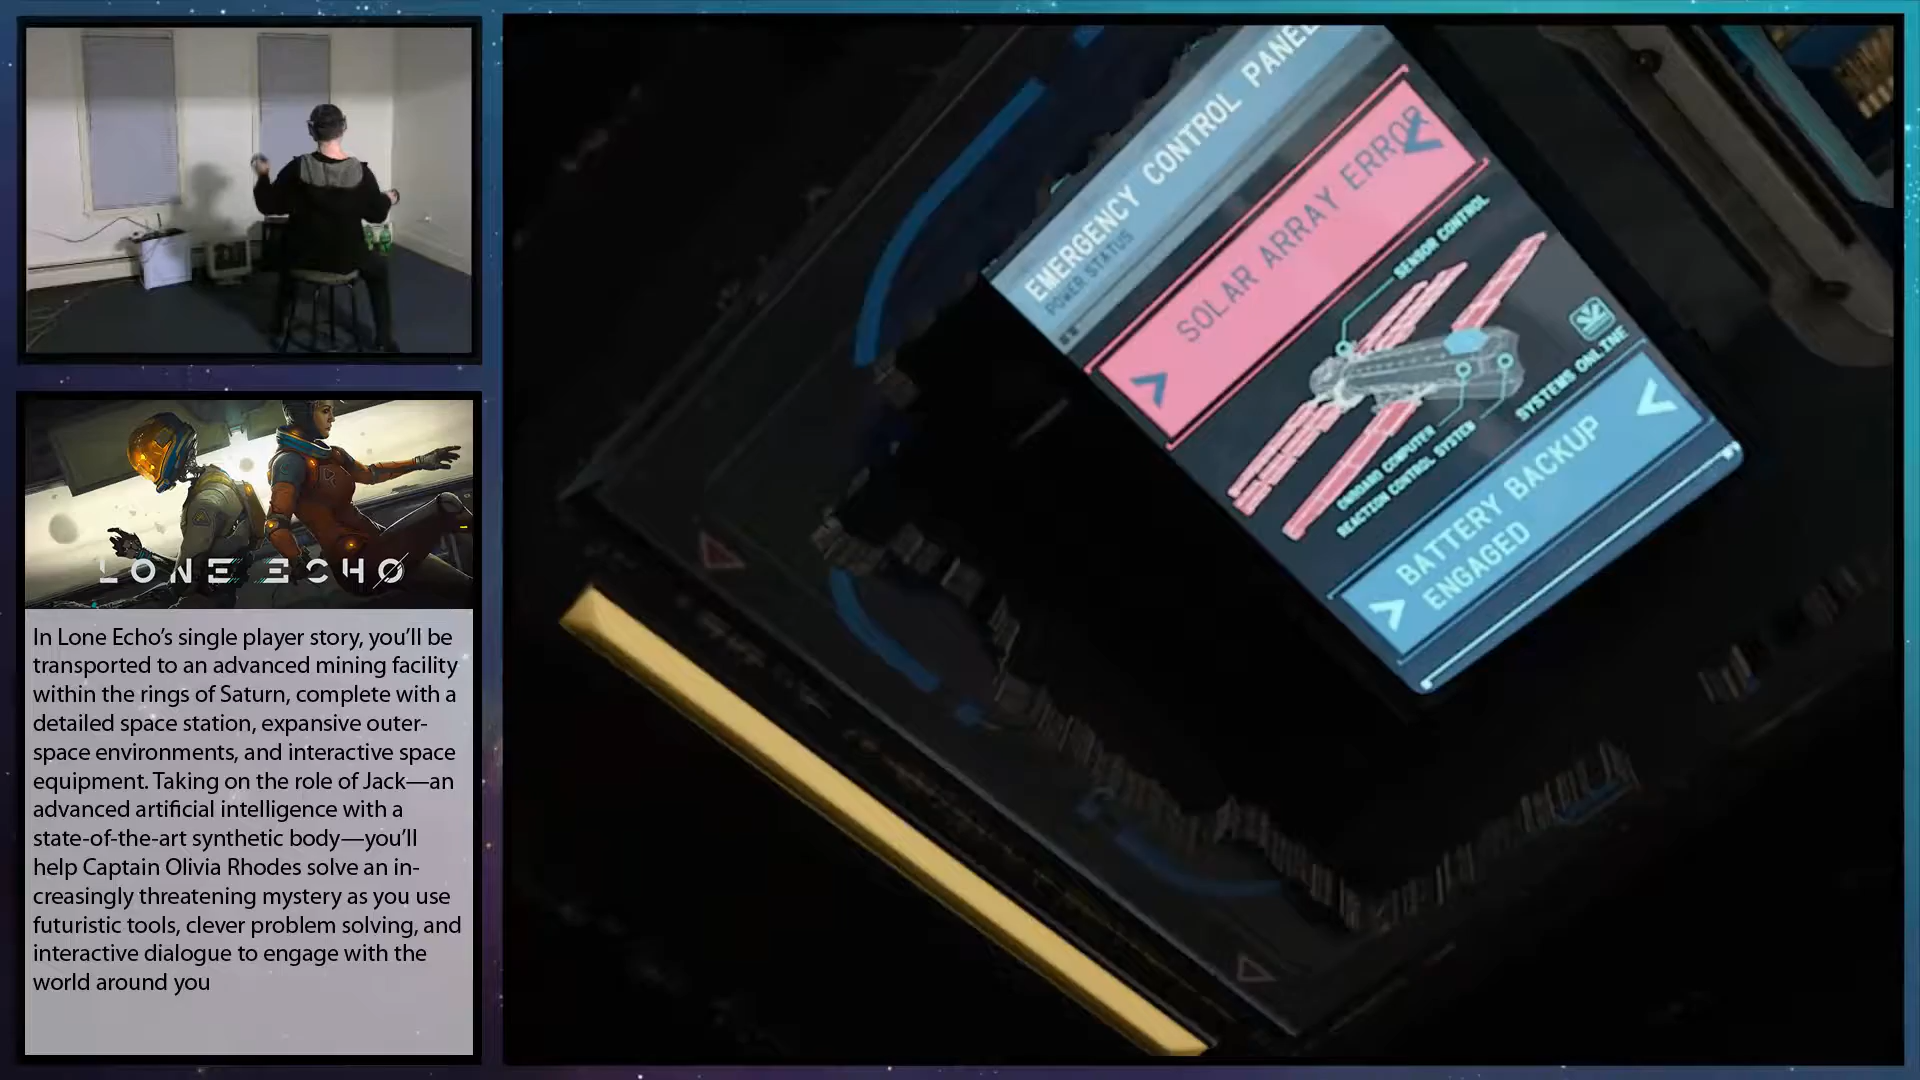 LONE ECHO
In Lone Echo’s single player story, you’ll be
transported to an advanced mining facility
within the rings of Saturn, complete with a
detailed space station, expansive outer-
space environments, and interactive space
equipment. Taking on the role of Jack—an
advanced artificial intelligence with a
state-of-the-art synthetic body—you’ll
help Captain Olivia Rhodes solve an in-
creasingly threatening mystery as you use
futuristic tools, clever problem solving, and
interactive dialogue to engage with the
world around you
EMERGENCY CONTROL PANEL
POWER STATUS
SOLAR ARRAY ERROR
SENSOR CONTROL
ONBOARD COMPUTER
REACTION CONTROL SYSTEM
SYSTEMS ONLINE
BATTERY BACKUP
ENGAGED